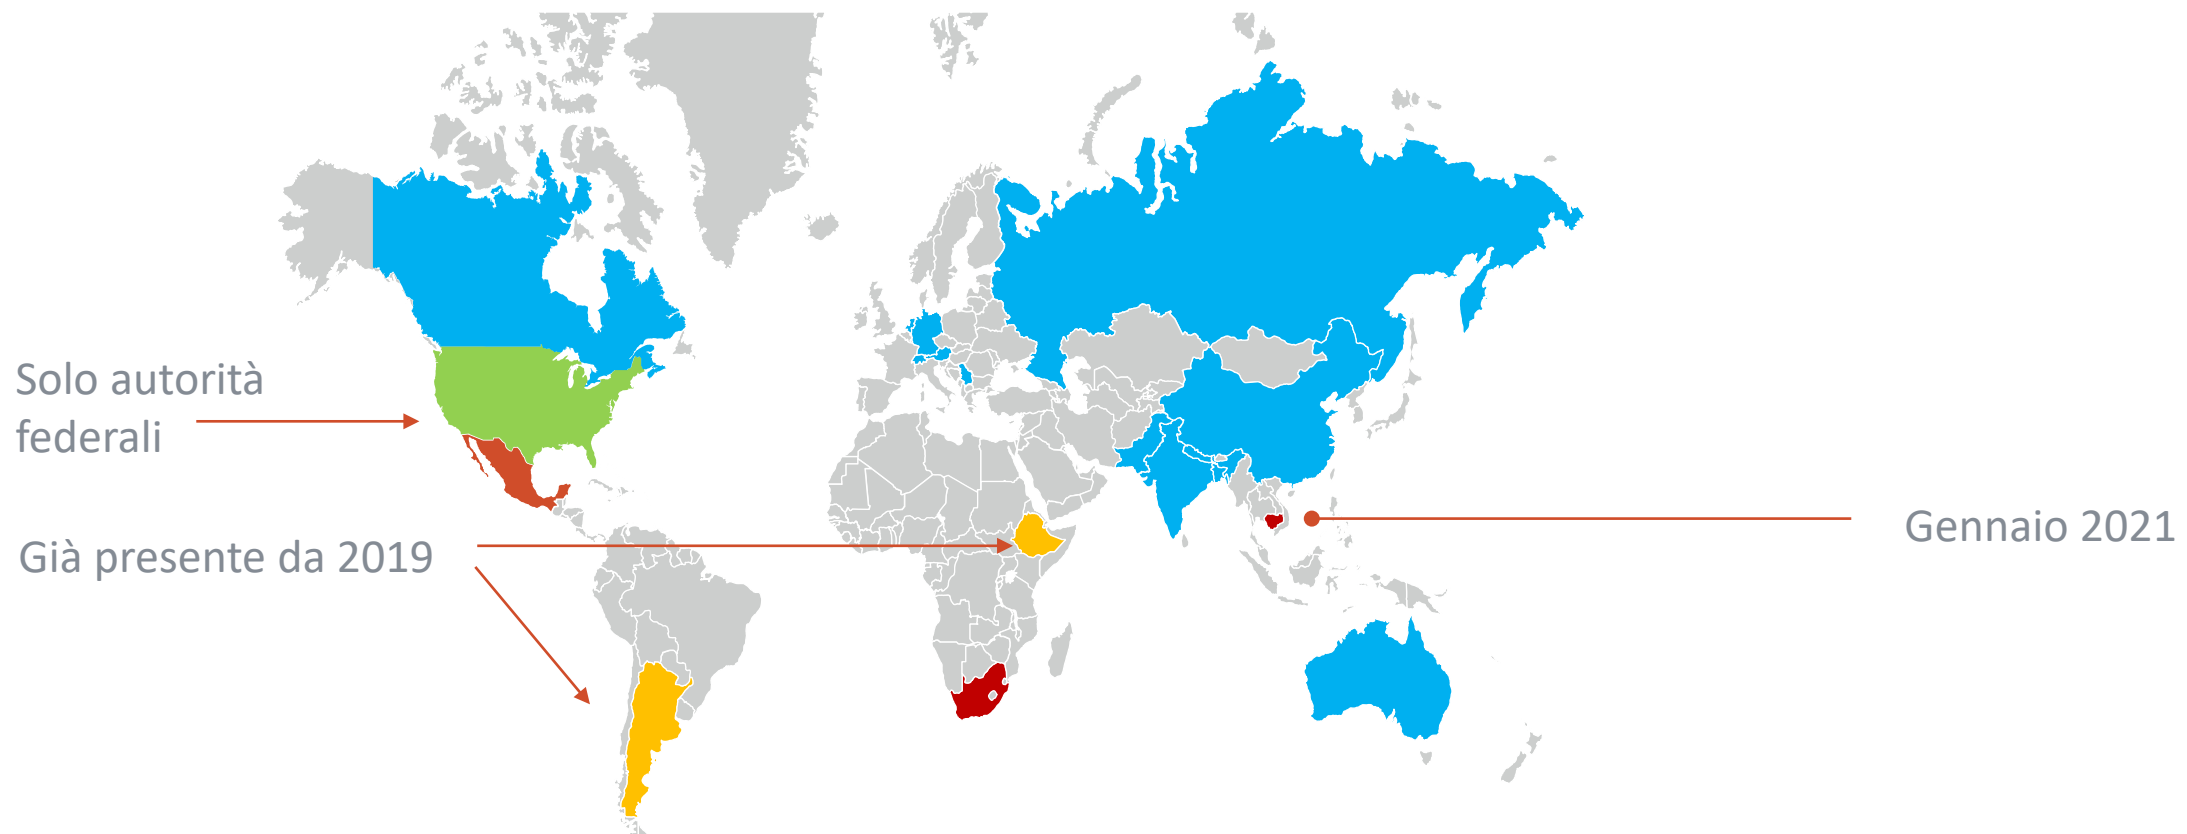 Solo autorità
federali
Già presente da 2019
Gennaio 2021